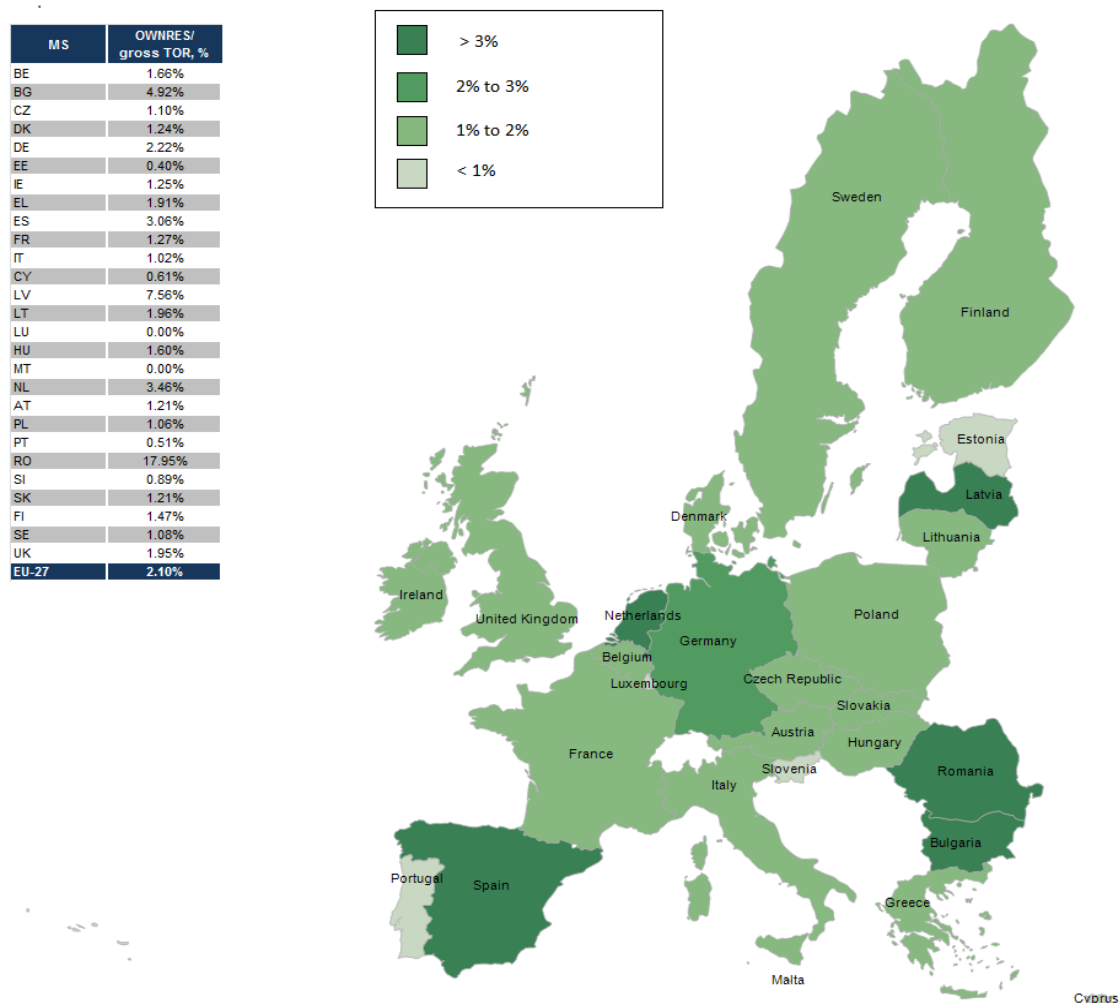 MS OWNRES/ gross TOR, %
BE 1.66%
BG 4.92%
CZ 1.10%
DK 1.24%
DE 2.22%
EE 0.40%
IE 1.25%
EL 1.91%
ES 3.06%
FR 1.27%
IT 1.02%
CY 0.61%
LV 7.56%
LT 1.96%
LU 0.00%
HU 1.60%
MT 0.00%
NL 3.46%
AT 1.21%
PL 1.06%
PT 0.51%
RO 17.95%
SI 0.89%
SK 1.21%
FI 1.47%
SE 1.08%
UK 1.95%
EU-27 2.10%
> 3%
2% to 3%
1% to 2%
< 1%
Sweden
Finland
Estonia
Latvia
Denmark
Lithuania
Ireland
United Kingdom
Netherlands
Poland
Germany
Belgium
Luxembourg
Czech Republic
Slovakia
Austria
Hungary
France
Slovenia
Romania
Italy
Bulgaria
Portugal
Spain
Greece
Malta
Cyprus